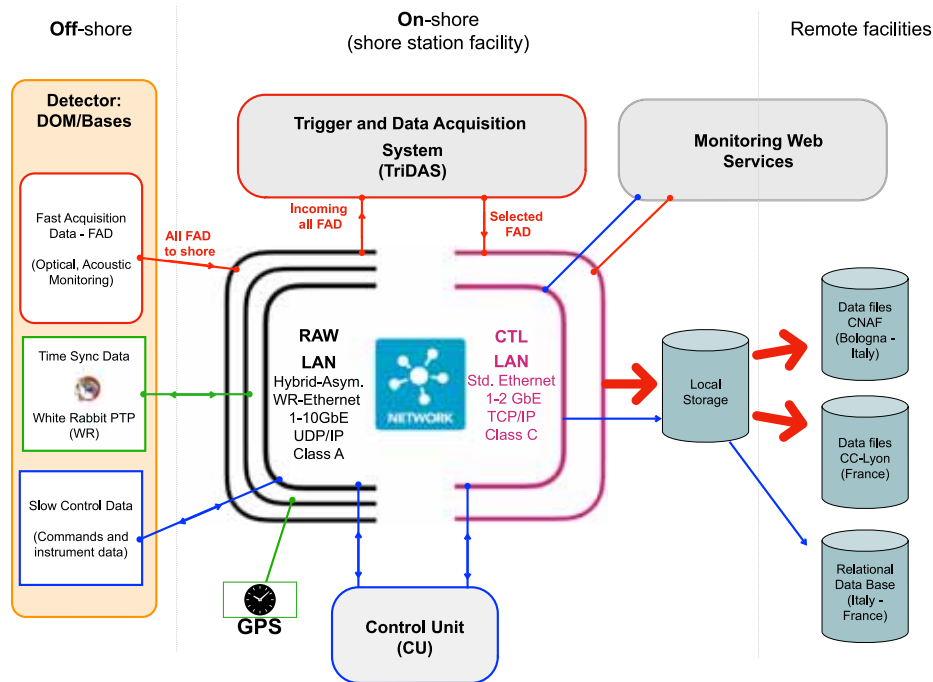 Off-shore
On-shore
(shore station facility)
Remote facilities
Detector:
DOM/Bases
Fast Acquisition
Data - FAD
(Optical, Acoustic
Monitoring)
All FAD
to shore
Time Sync Data
White Rabbit PTP
(WR)
Slow Control Data
(Commands and
instrument data)
Trigger and Data Acquisition
System
(TriDAS)
Incoming
all FAD
Selected
FAD
Monitoring Web
Services
RAW
LAN
Hybrid-Asym.
WR-Ethernet
1-10GbE
UDP/IP
Class A
NETWORK
CTL
LAN
Std. Ethernet
1-2 GbE
TCP/IP
Class C
GPS
Control Unit
(CU)
Local
Storage
Data files
CNAF
(Bologna -
Italy)
Data files
CC-Lyon
(France)
Relational
Data Base
(Italy -
France)